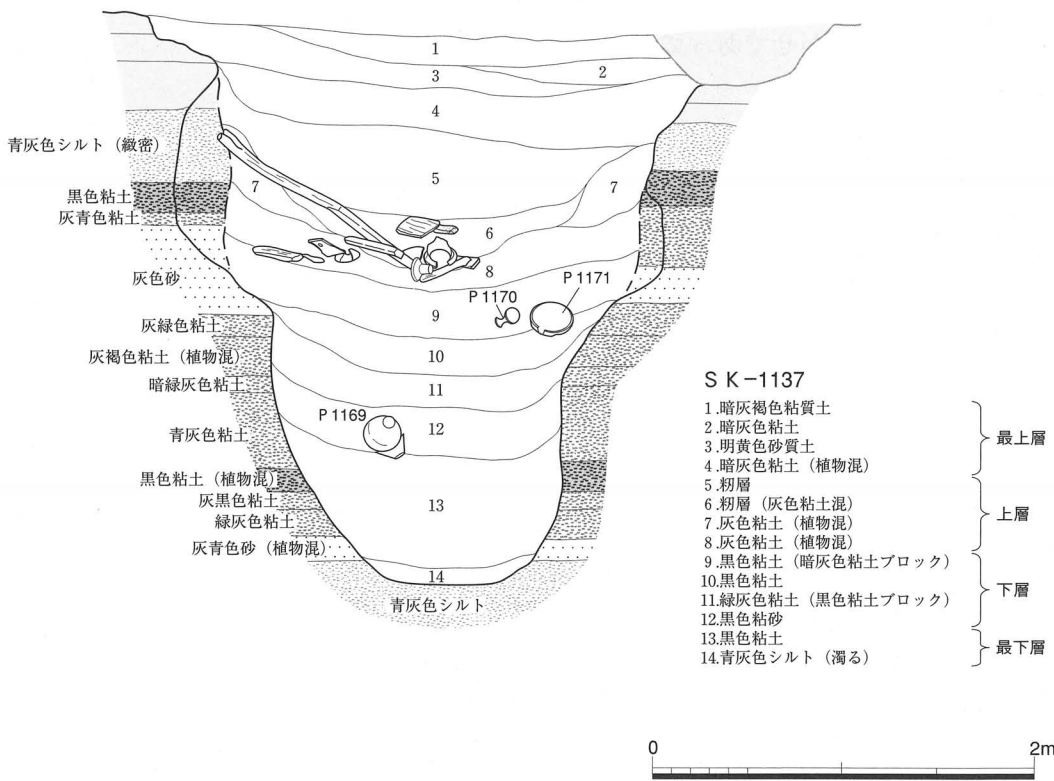 1
2
3
4
青灰色シルト（緻密）
5
7
7
黒色粘土
灰青色粘土
6
8
灰色砂
P 1170
P 1171
9
灰緑色粘土
灰褐色粘土（植物混）
10
暗緑灰色粘土
11
P 1169
12
青灰色粘土
黒色粘土（植物混）
灰黒色粘土
13
緑灰色粘土
灰青色砂（植物混）
14
青灰色シルト
SK-1137
1.暗灰褐色粘質土
2.暗灰色粘土
3.明黄色砂質土
4.暗灰色粘土（植物混）
最上層
5.籾層
6.籾層（灰色粘土混）
7.灰色粘土（植物混）
8.灰色粘土（植物混）
上層
9.黒色粘土（暗灰色粘土ブロック）
10.黒色粘土
11.緑灰色粘土（黒色粘土ブロック）
12.黒色粘砂
下層
13.黒色粘土
14.青灰色シルト（濁る）
最下層
0
2m